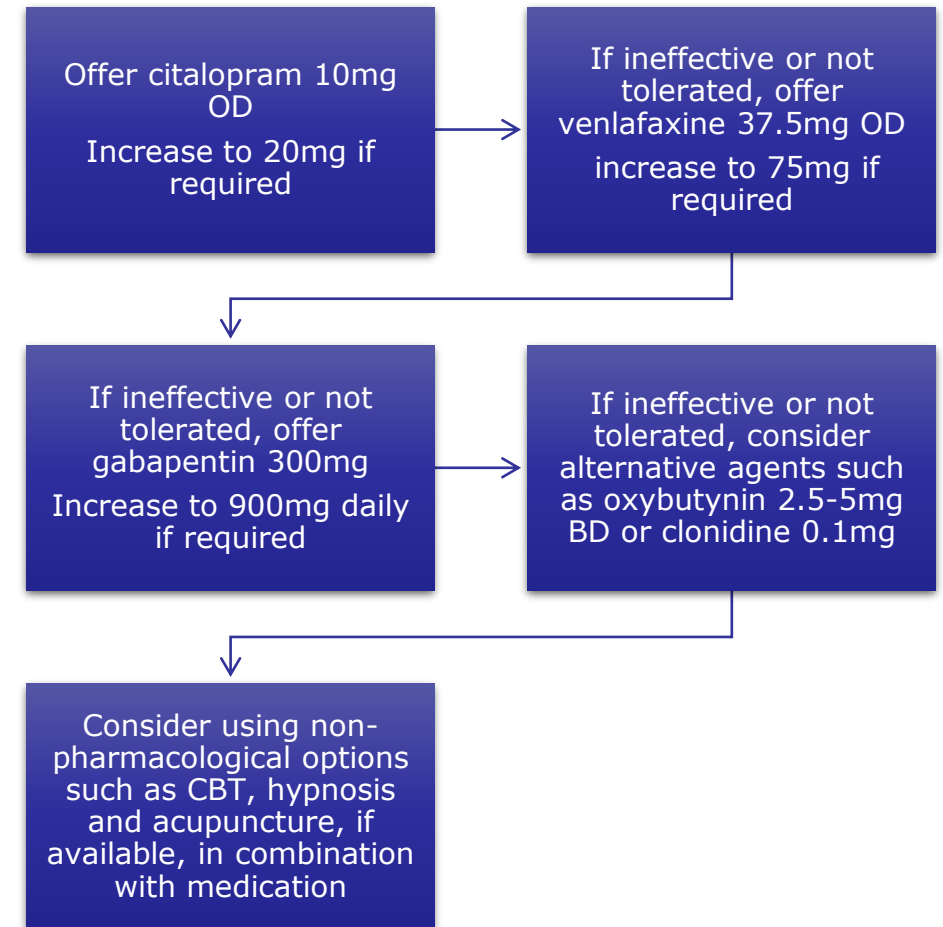 Offer citalopram 10mg
OD
Increase to 20mg if
required
If ineffective or not
tolerated, offer
venlafaxine 37.5mg OD
increase to 75mg if
required
If ineffective or not
tolerated, offer
gabapentin 300mg
Increase to 900mg daily
if required
If ineffective or not
tolerated, consider
alternative agents such
as oxybutynin 2.5-5mg
BD or clonidine 0.1mg
Consider using non-
pharmacological options
such as CBT, hypnosis
and acupuncture, if
available, in combination
with medication